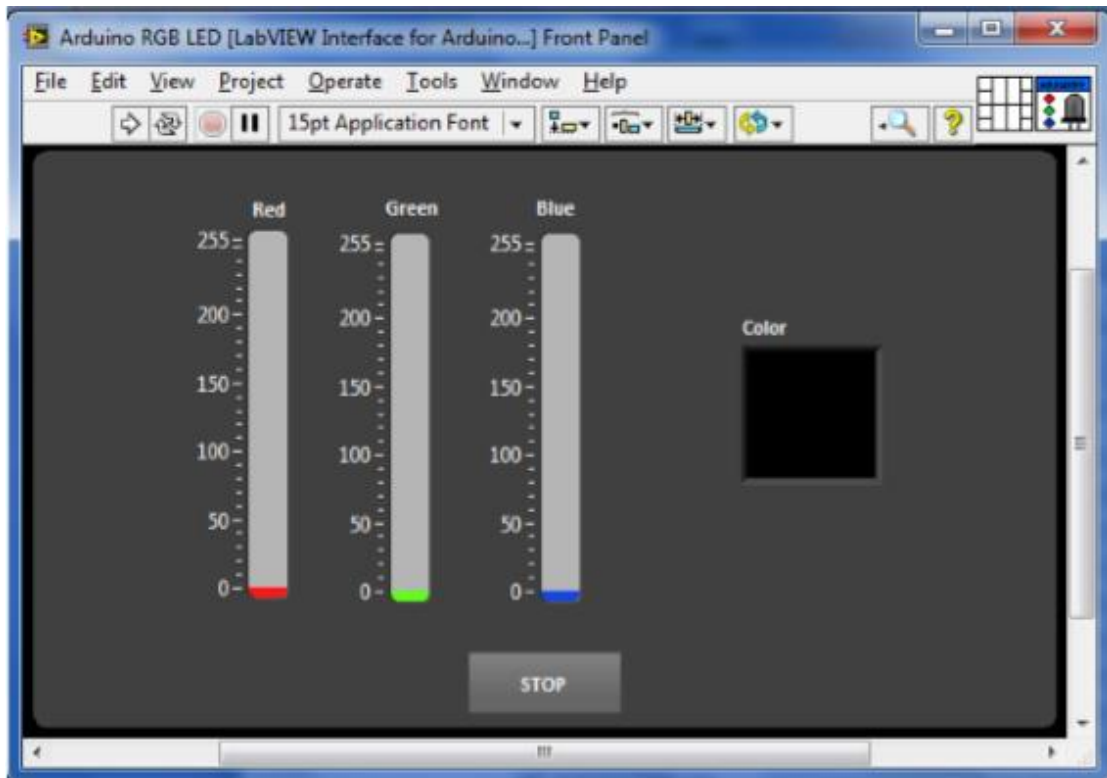 Arduino RGB LED [LabVIEW Interface for Arduino...] Front Panel
File Edit View Project Operate Tools Window Help
15pt Application Font
Red Green Blue
255 255 255
200 200 200
Color
150 150 150
100 100 100
50 50 50
0 0 0
STOP